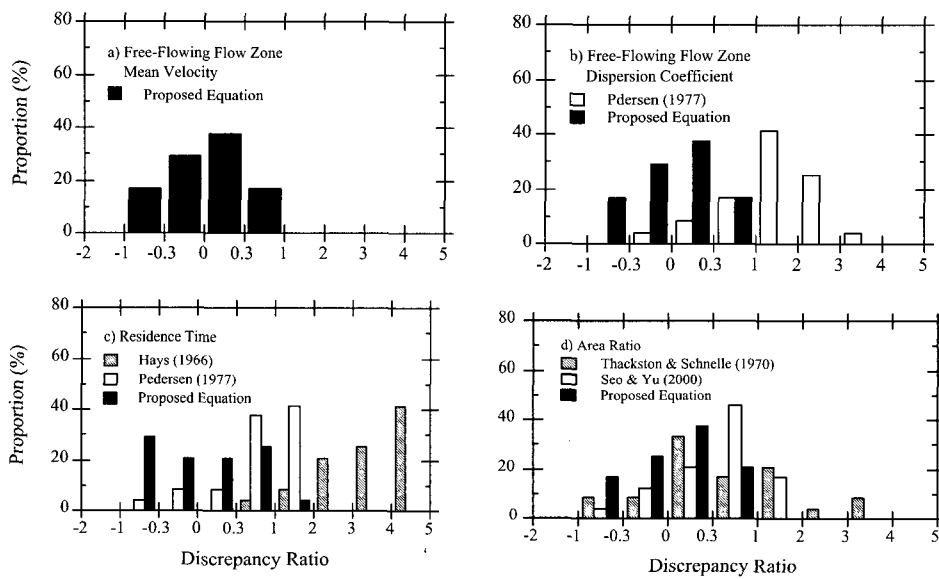 80
60
40
20
0
Proportion (%)
a) Free-Flowing Flow Zone
Mean Velocity
Proposed Equation
-2 -1 -0.3 0 0.3 1 2 3 4 5
80
60
40
20
0
b) Free-Flowing Flow Zone
Dispersion Coefficient
Pdersen (1977)
Proposed Equation
-2 -1 -0.3 0 0.3 1 2 3 4 5
80
60
40
20
0
Proportion (%)
c) Residence Time
Hays (1966)
Pedersen (1977)
Proposed Equation
-2 -1 -0.3 0 0.3 1 2 3 4 5
Discrepancy Ratio
80
60
40
20
0
d) Area Ratio
Thackston & Schnelle (1970)
Seo & Yu (2000)
Proposed Equation
-2 -1 -0.3 0 0.3 1 2 3 4 5
Discrepancy Ratio